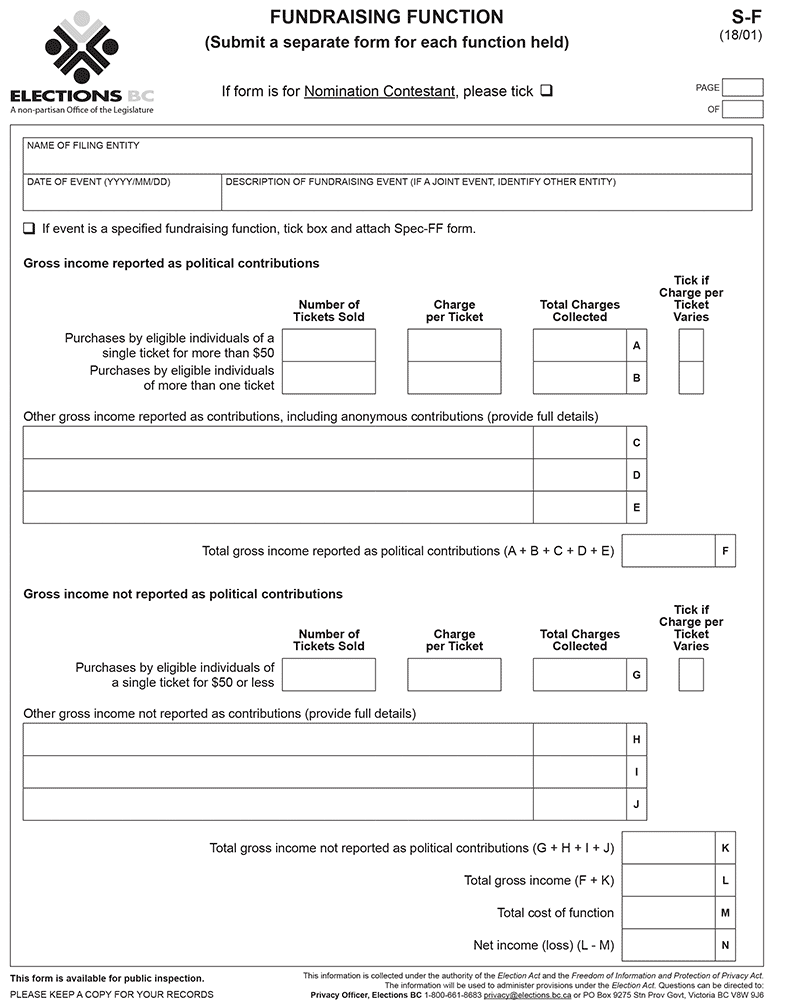 FUNDRAISING FUNCTION
S-F
(Submit a separate form for each function held)
(18/01)
ELECTIONS BC
A non-partisan Office of the Legislature
If form is for Nomination Contestant, please tick ❑
PAGE
OF
NAME OF FILING ENTITY
DATE OF EVENT (YYYY/MM/DD)
DESCRIPTION OF FUNDRAISING EVENT (IF A JOINT EVENT, IDENTIFY OTHER ENTITY)
❑ If event is a specified fundraising function, tick box and attach Spec-FF form.
Gross income reported as political contributions
Number of
Tickets Sold
Charge
per Ticket
Total Charges
Collected
Tick if
Charge per
Ticket
Varies
Purchases by eligible individuals of a
single ticket for more than $50
A
Purchases by eligible individuals
of more than one ticket
B
Other gross income reported as contributions, including anonymous contributions (provide full details)
C
D
E
Total gross income reported as political contributions (A + B + C + D + E)
F
Gross income not reported as political contributions
Number of
Tickets Sold
Charge
per Ticket
Total Charges
Collected
Tick if
Charge per
Ticket
Varies
Purchases by eligible individuals of
a single ticket for $50 or less
G
Other gross income not reported as contributions (provide full details)
H
I
J
Total gross income not reported as political contributions (G + H + I + J)
K
Total gross income (F + K)
L
Total cost of function
M
Net income (loss) (L - M)
N
This form is available for public inspection.
PLEASE KEEP A COPY FOR YOUR RECORDS
This information is collected under the authority of the Election Act and the Freedom of Information and Protection of Privacy Act.
The information will be used to administer provisions under the Election Act. Questions can be directed to:
Privacy Officer, Elections BC 1-800-661-8683 privacy@elections.bc.ca or PO Box 9275 Stn Prov Govt, Victoria BC V8W 9J6